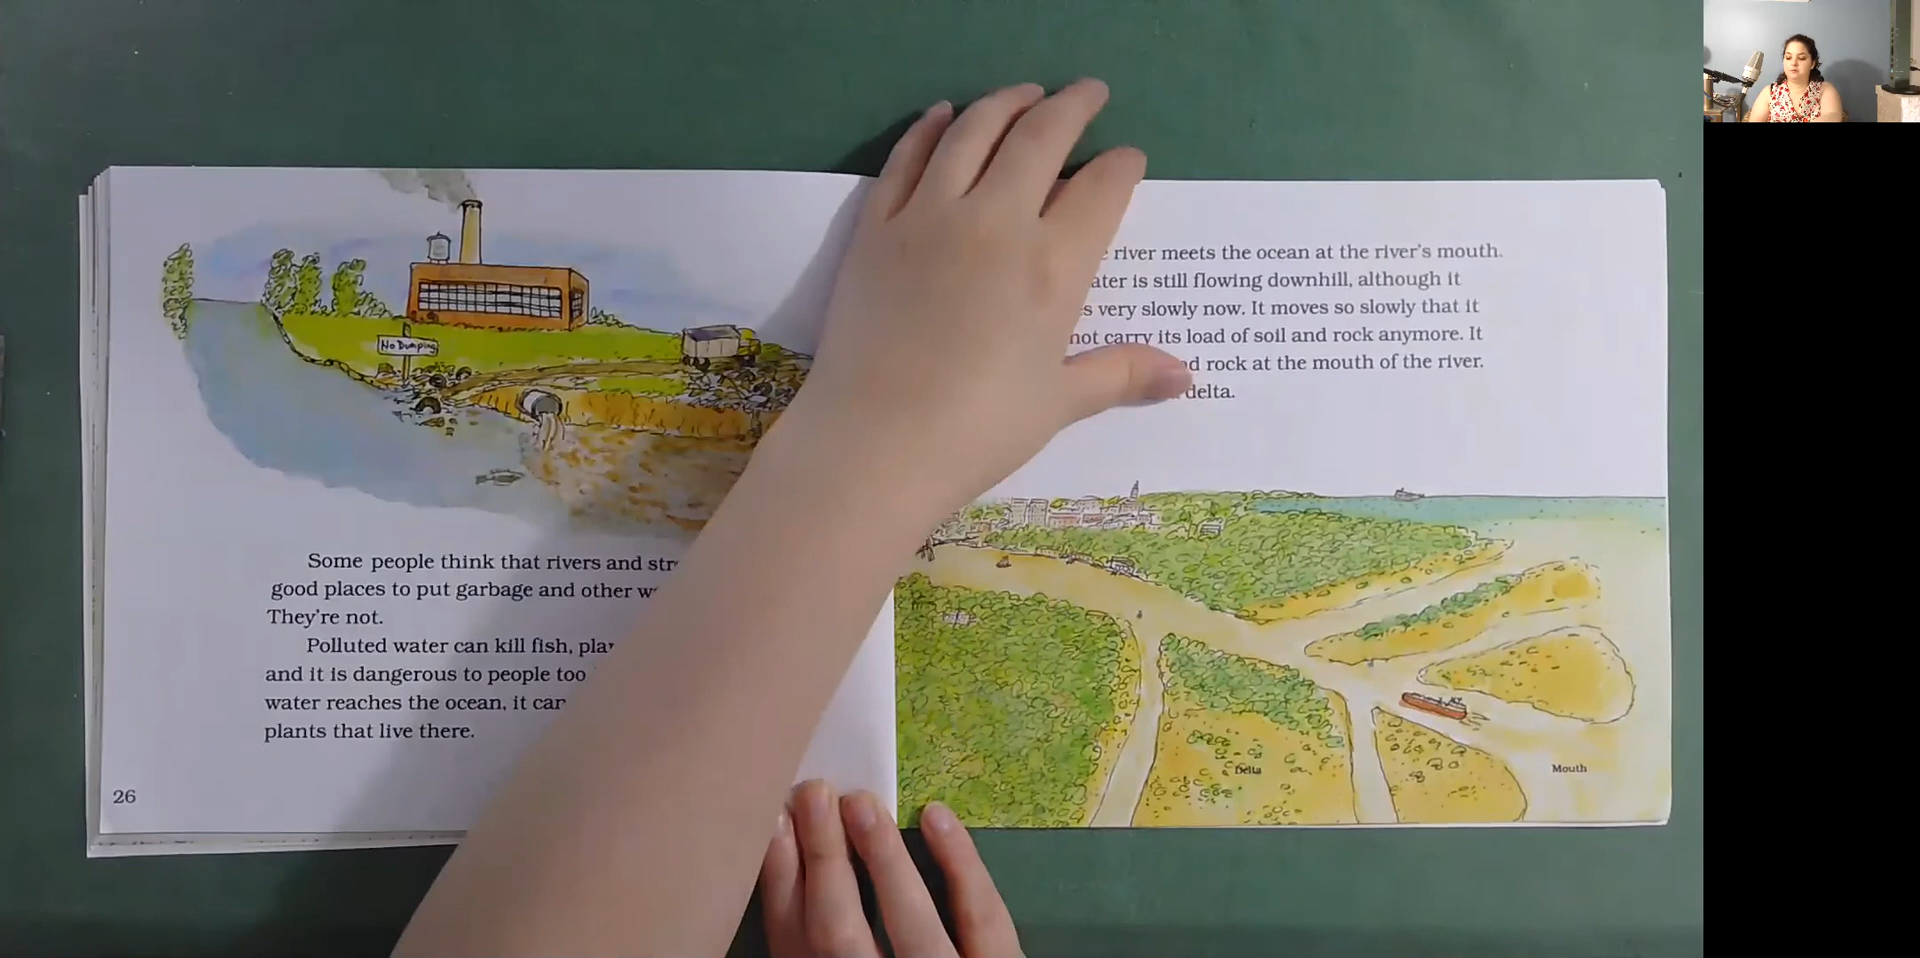 No Dumping
Some people think that rivers and
good places to put garbage and other
They're not.
Polluted water can kill fish,
and it is dangerous to people too
water reaches the ocean, it can
plants that live there.
26
river meets the ocean at the river's mouth.
is still flowing downhill, although it
very slowly now. It moves so slowly that it
not carry its load of soil and rock anymore. It
rock at the mouth of the river.
delta.
Delta
Mouth